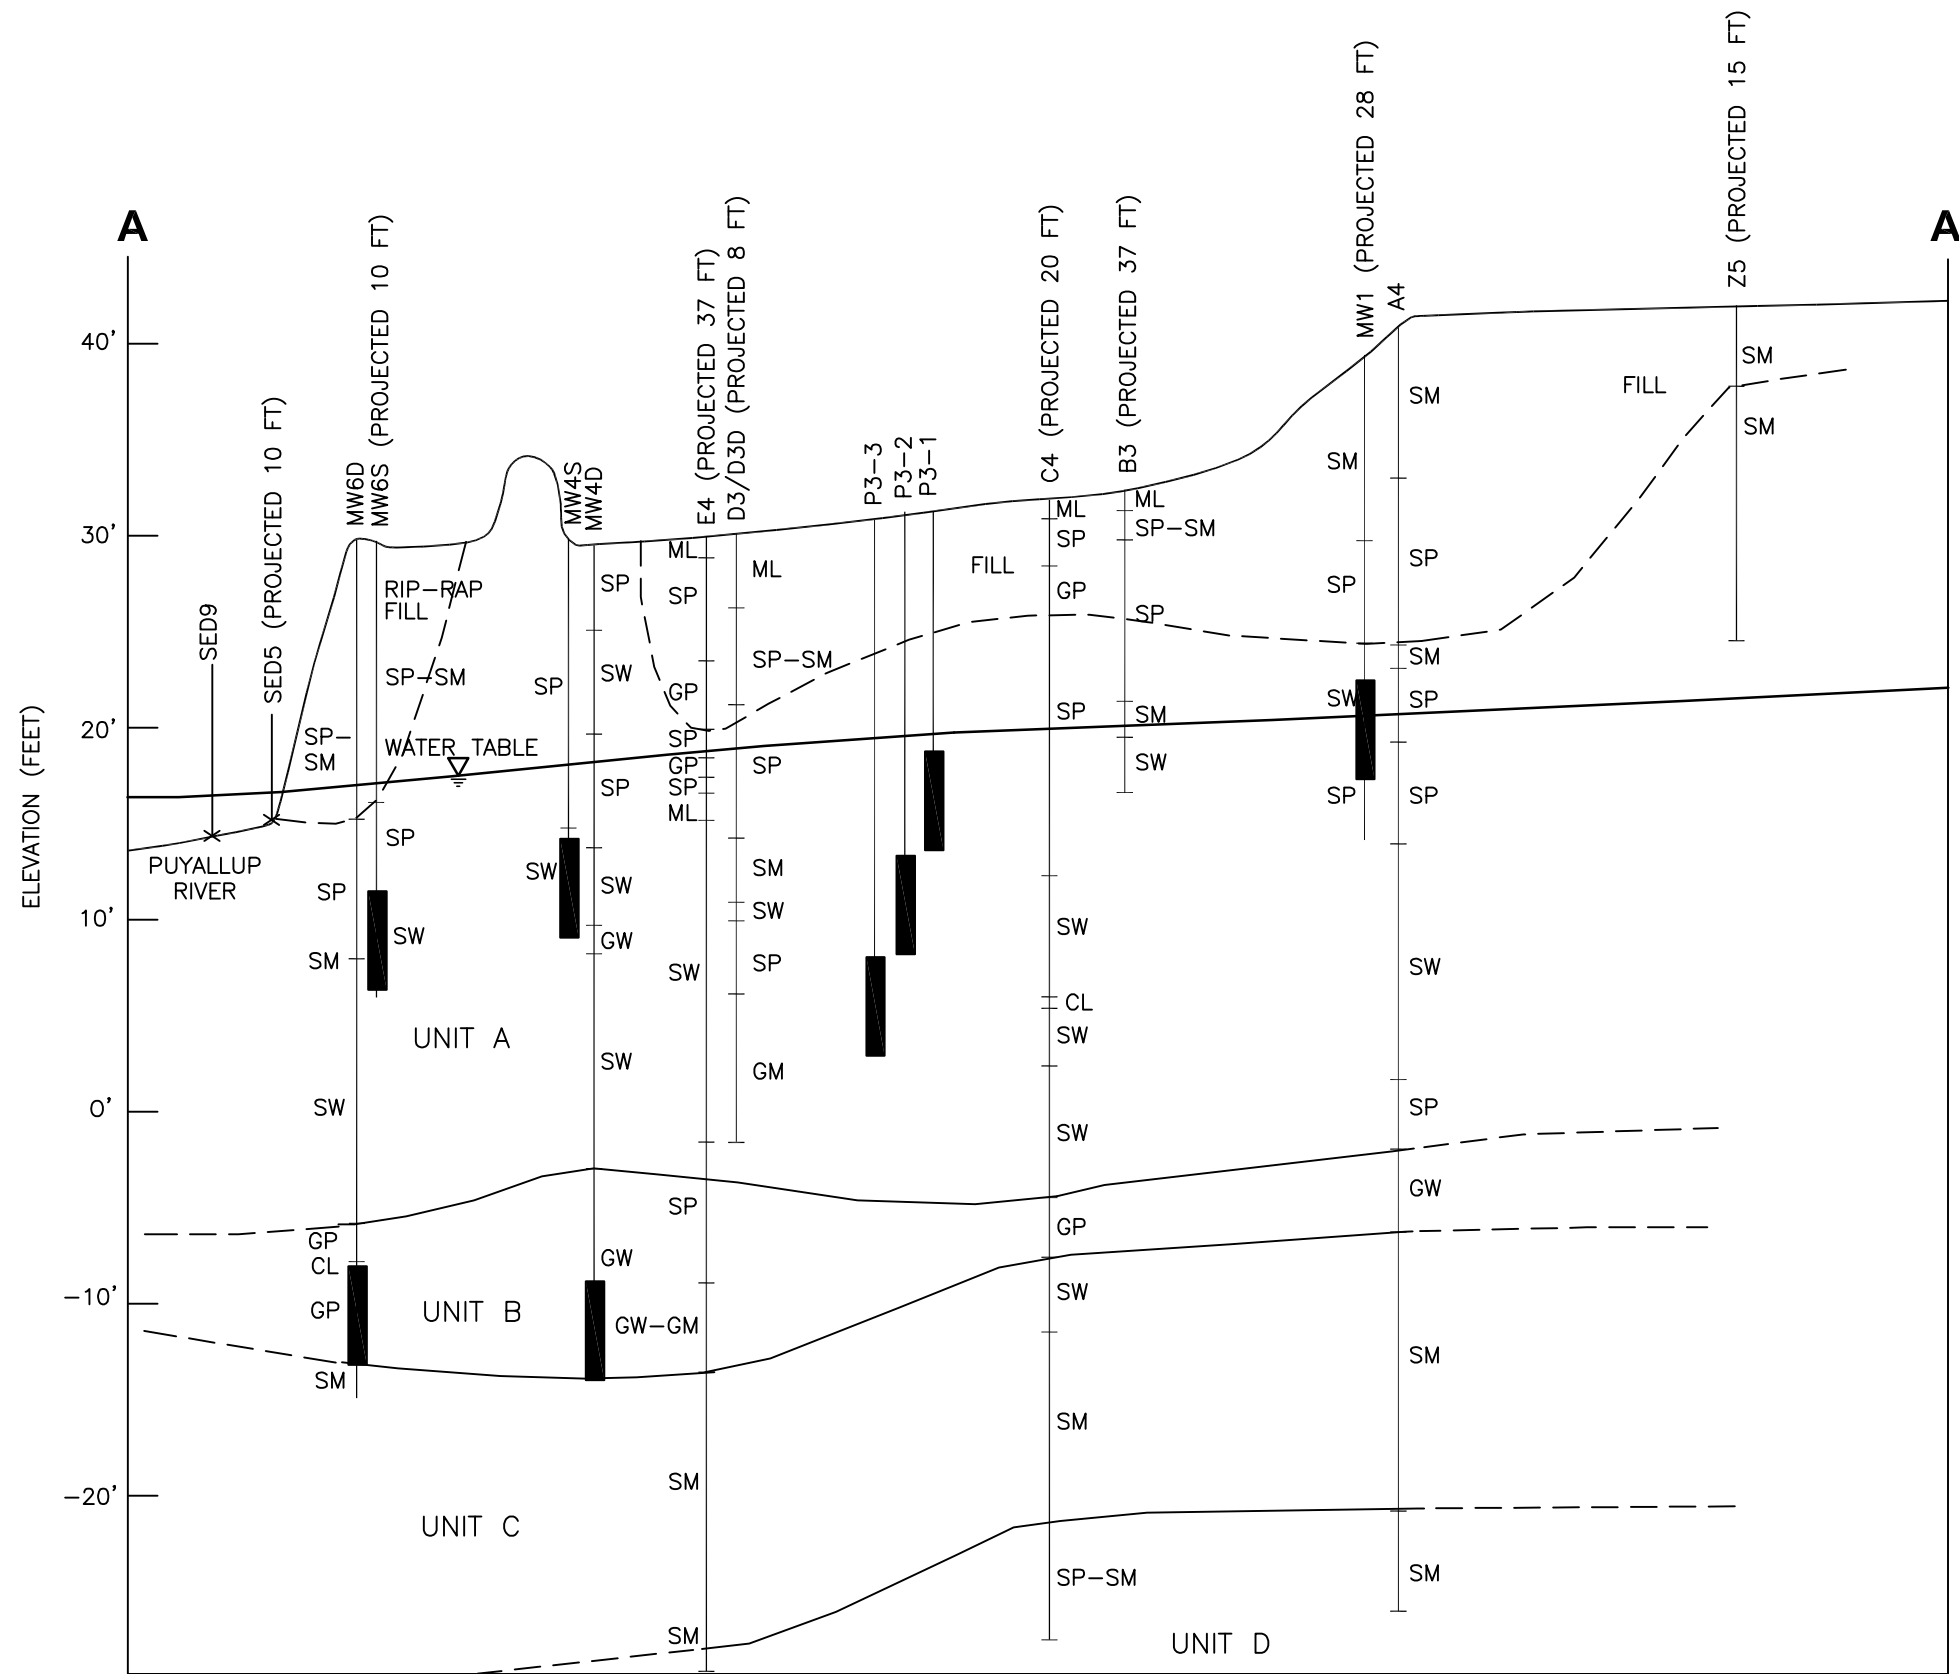 A
A
SED9
SED5 (PROJECTED 10 FT)
MW6D
MW6S (PROJECTED 10 FT)
MW4S
MW4D
E4 (PROJECTED 37 FT)
D3/D3D (PROJECTED 8 FT)
P3-3
P3-2
P3-1
C4 (PROJECTED 20 FT)
B3 (PROJECTED 37 FT)
MW1 (PROJECTED 28 FT)
A4
Z5 (PROJECTED 15 FT)
ELEVATION (FEET)
40'
30'
20'
10'
0'
-10'
-20'
PUYALLUP
RIVER
SP-
SM
SP
SM
SW
GP
CL
GP
SM
RIP-RAP
FILL
SP-SM
WATER TABLE
SP
SW
UNIT A
UNIT B
UNIT C
SP
SW
SP
SW
SP
SW
GW
SW
GW
GW-GM
ML
SP
GP
SP
GP
SP
ML
SW
SP
SM
SM
ML
SP-SM
SP
SM
SW
SP
GM
FILL
ML
SP
GP
SP
SW
CL
SW
SW
GP
SW
SM
SP-SM
ML
SP-SM
SP
SM
SW
SM
SP
SW
SP
SM
SP
SM
SP
SP
SW
SP
GW
SM
SM
FILL
SM
SM
UNIT D